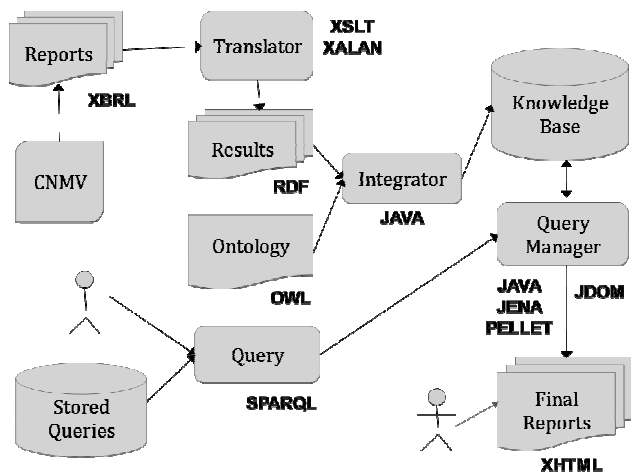 XSLT
XALAN
Reports
Translator
XBRL
Knowledge
Base
CNMV
Results
RDF
Integrator
JAVA
Ontology
OWL
Query
Manager
JAVA
JENA
PELLET
JDOM
Query
SPARQL
Stored
Queries
Final
Reports
XHTML